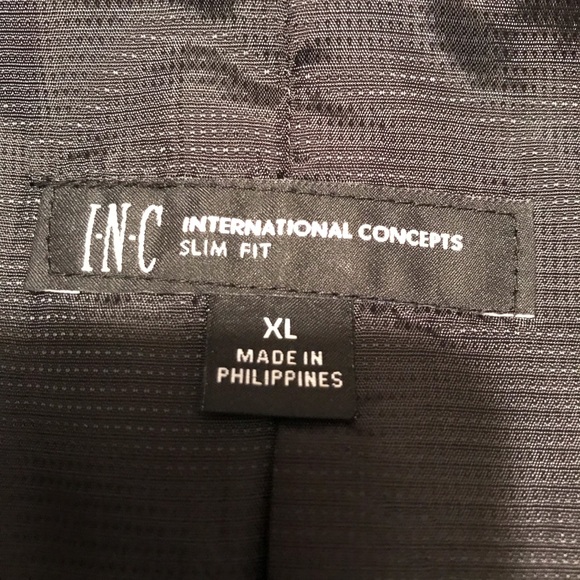 I·N·C INTERNATIONAL CONCEPTS
SLIM FIT
XL
MADE IN
PHILIPPINES